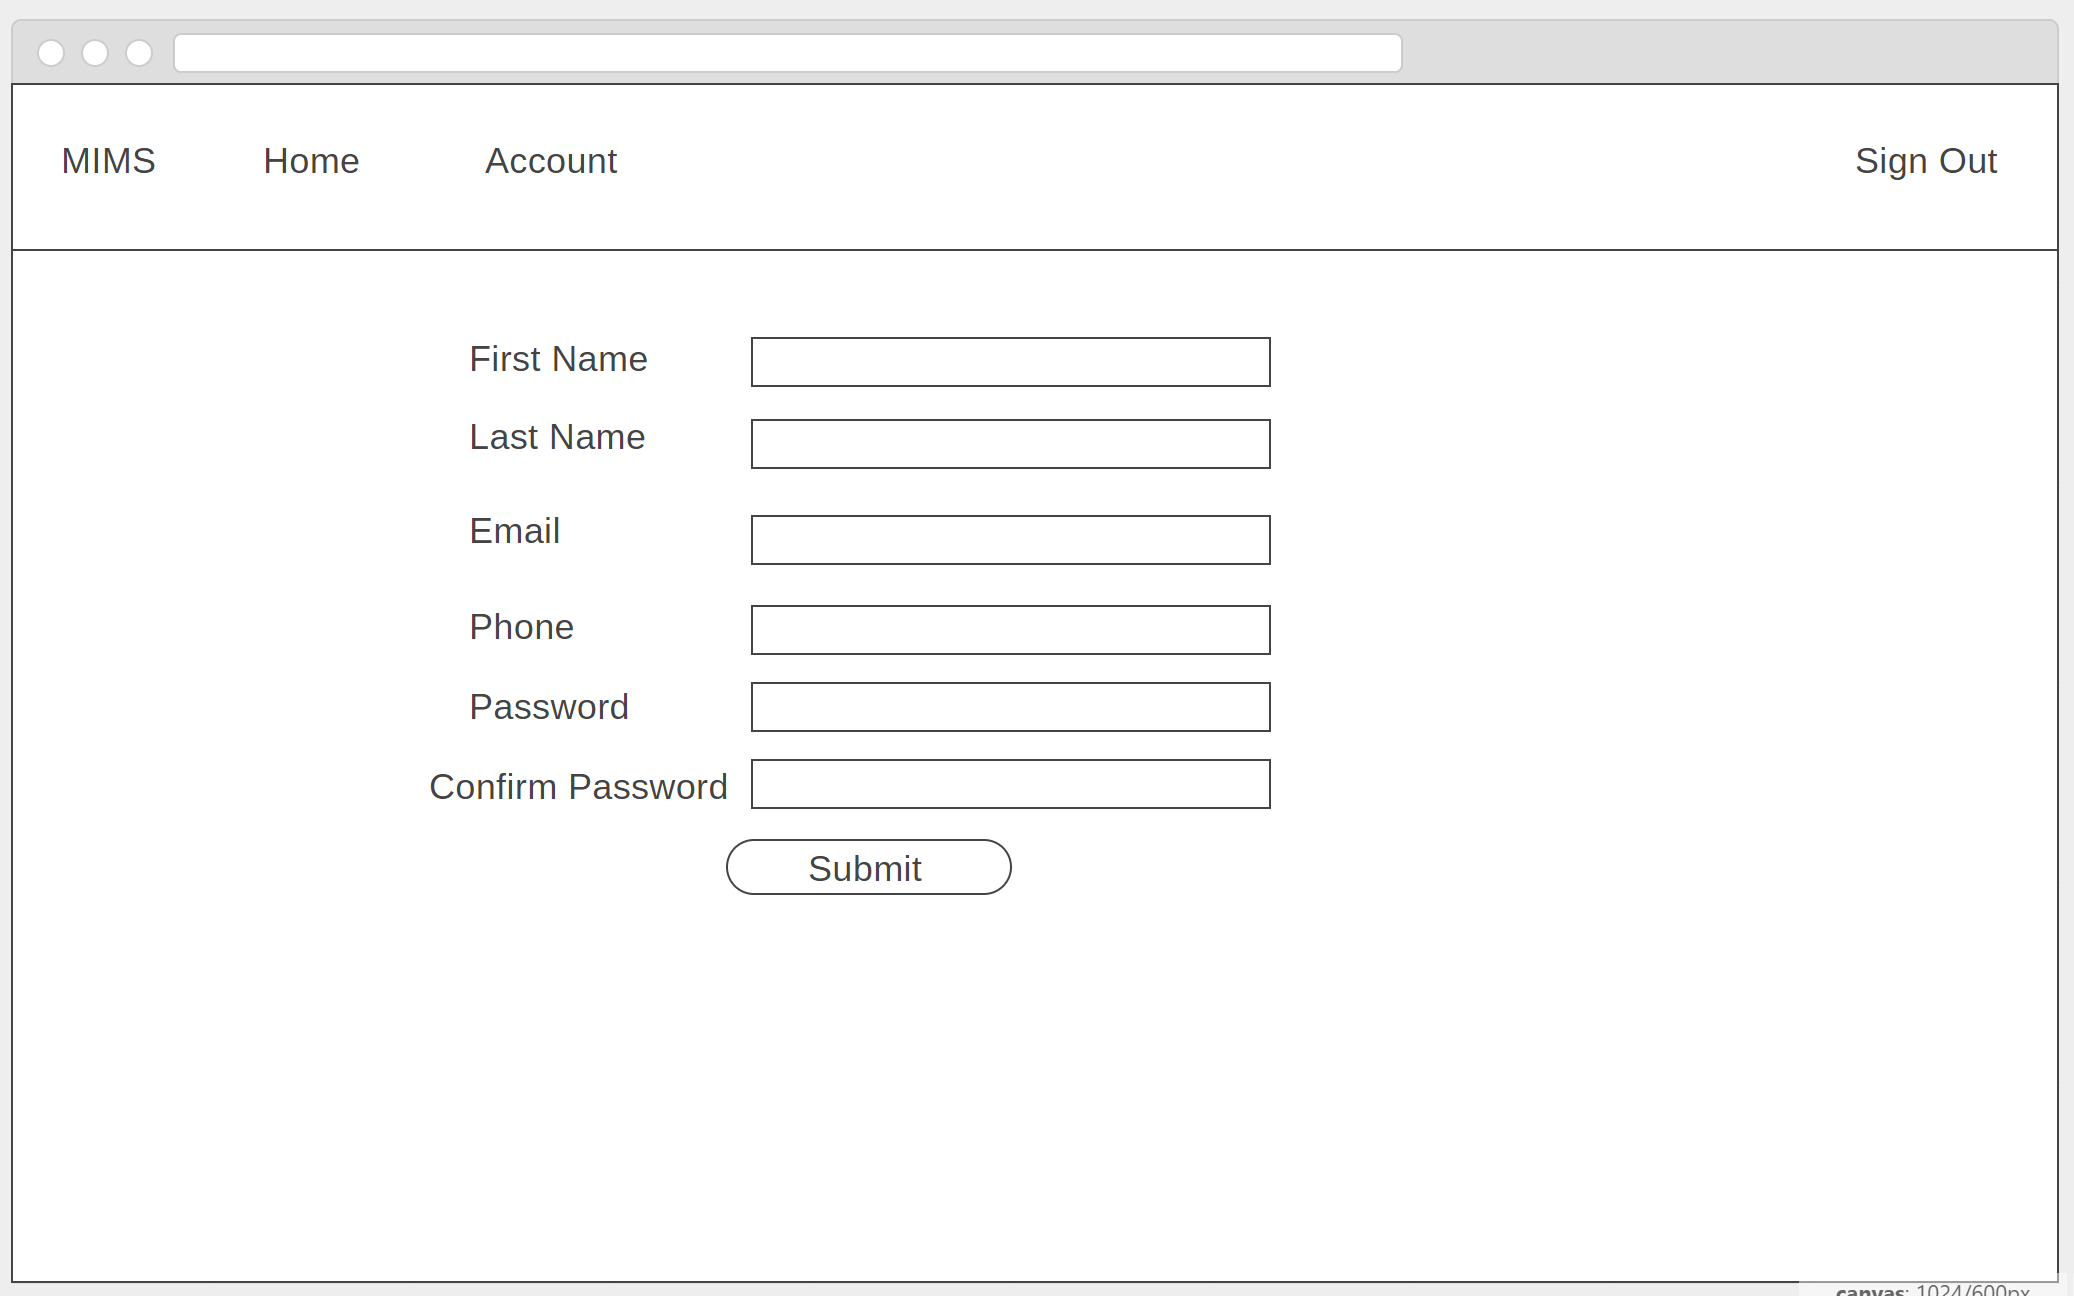 MIMS Home Account Sign Out
First Name
Last Name
Email
Phone
Password
Confirm Password
Submit
canvas: 1024/600px